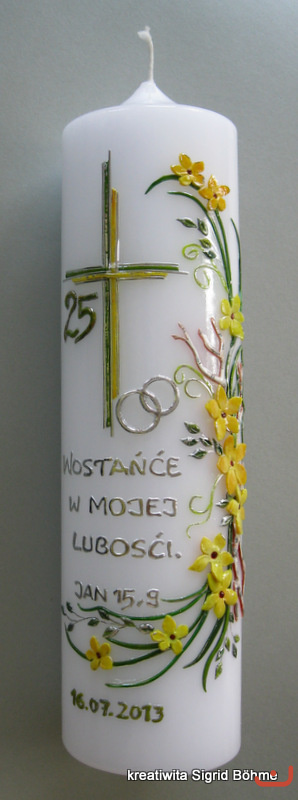 25
WOSTAŃĆE
W MOJEJ
LUBOSĆI.
JAN 15,9
16.07.2013
kreatiwita Sigrid Böhme